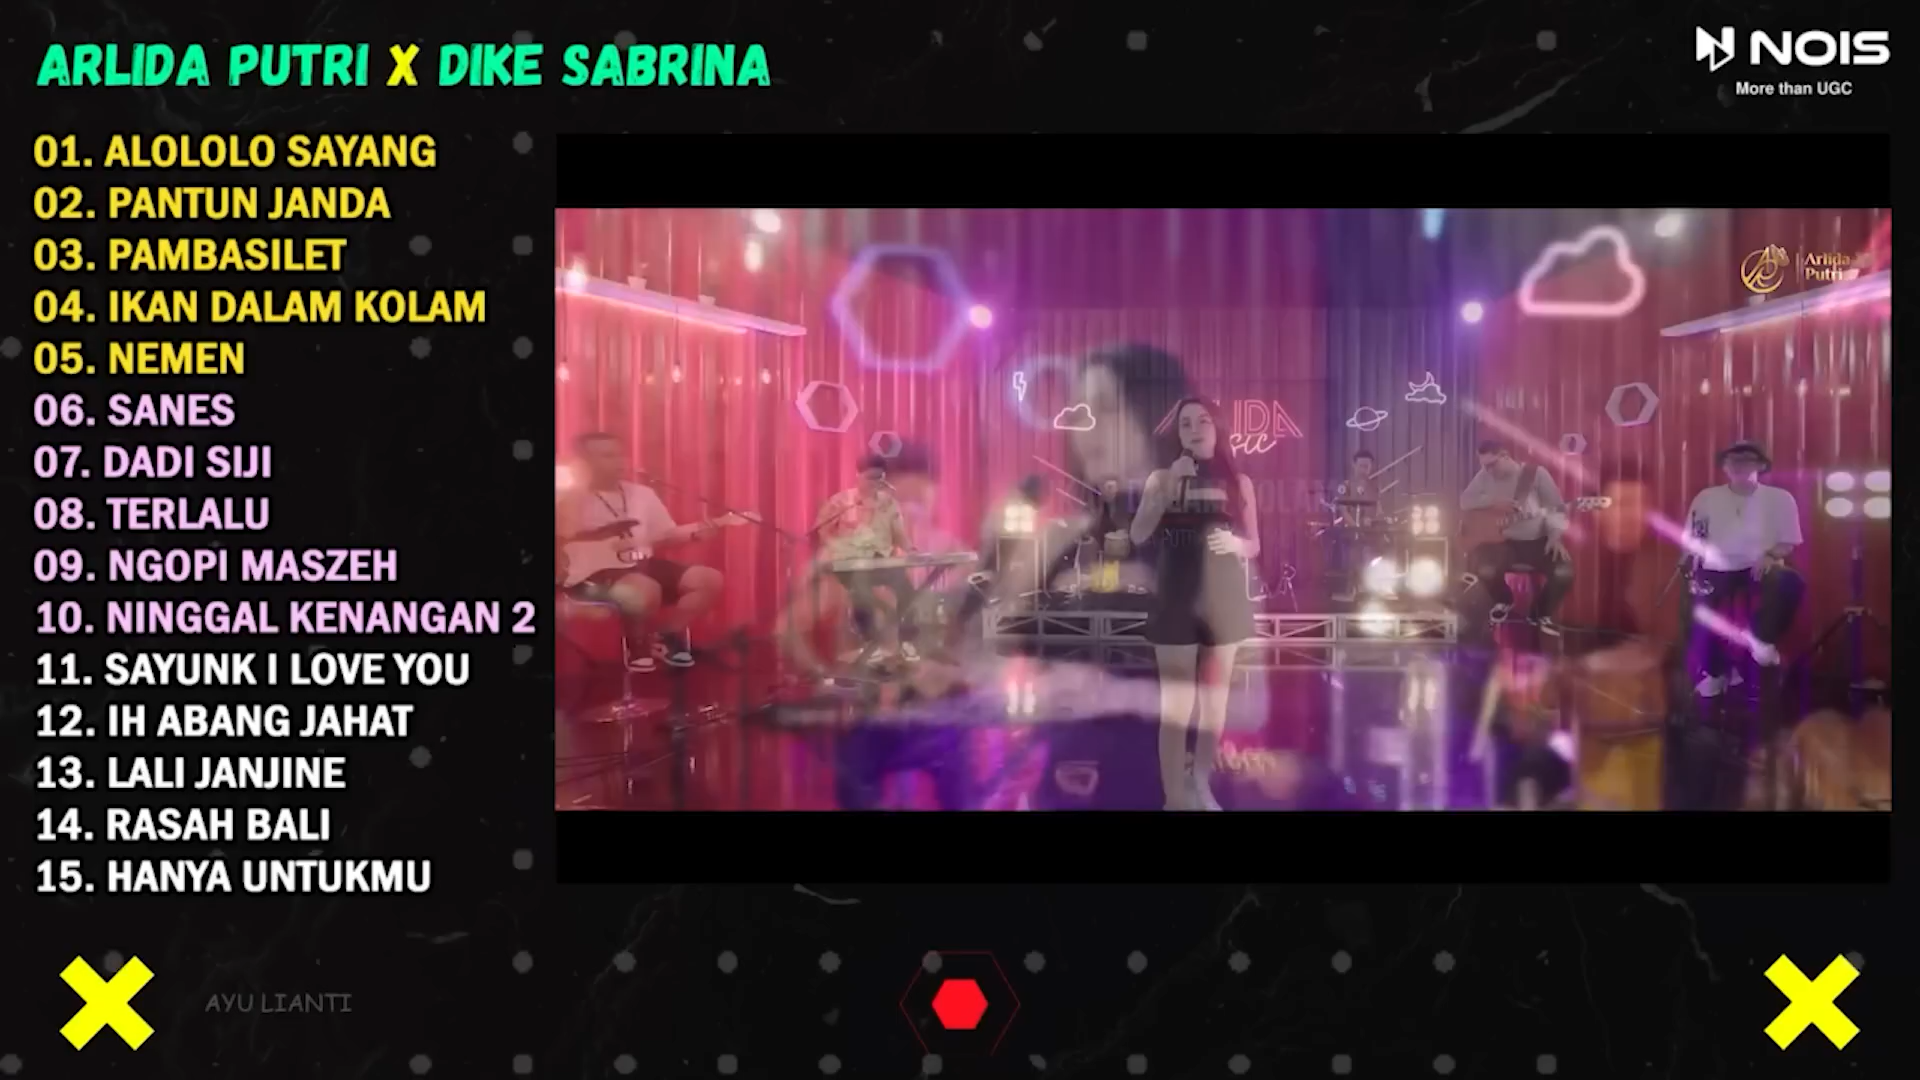 ARLIDA PUTRI X DIKE SABRINA
NOIS
More than UGC
01. ALOLOLO SAYANG
02. PANTUN JANDA
03. PAMBASILET
04. IKAN DALAM KOLAM
05. NEMEN
06. SANES
07. DADI SIJI
08. TERLALU
09. NGOPI MASZEH
10. NINGGAL KENANGAN 2
11. SAYUNK I LOVE YOU
12. IH ABANG JAHAT
13. LALI JANJINE
14. RASAH BALI
15. HANYA UNTUKMU
Arlida
Putri
AYU LIANTI